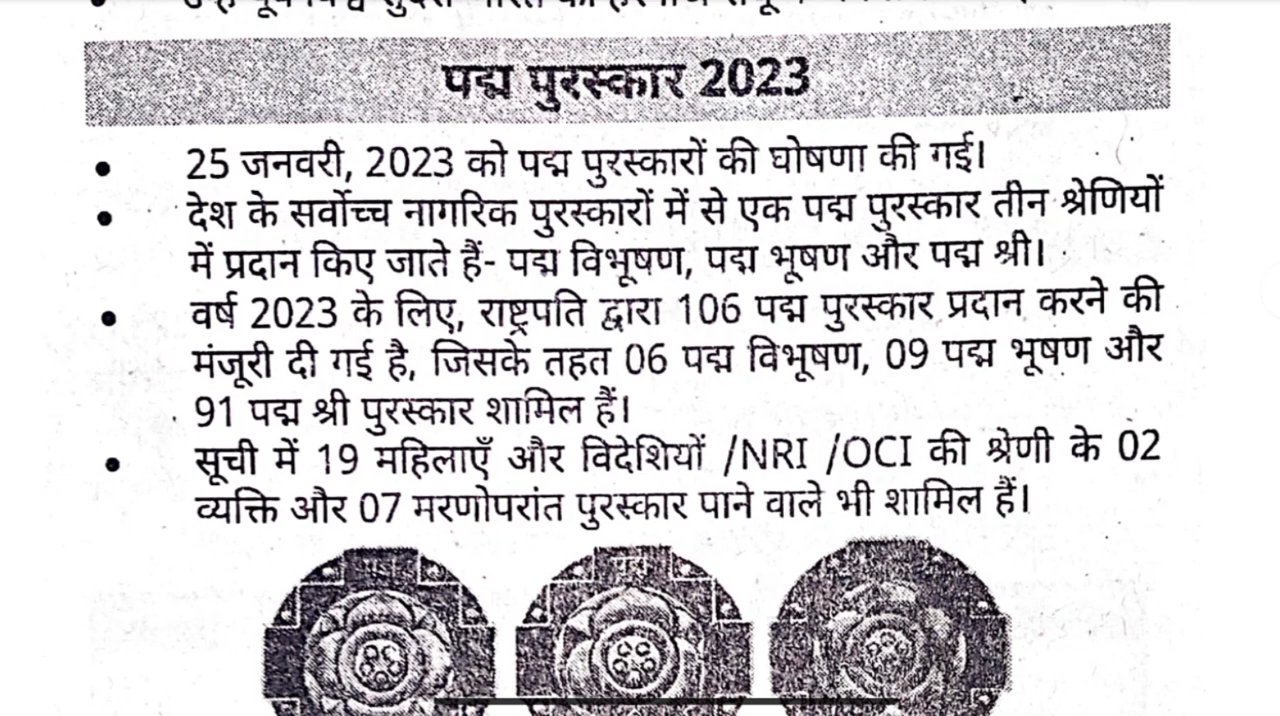 पद्म पुरस्कार 2023
• 25 जनवरी, 2023 को पद्म पुरस्कारों की घोषणा की गई।
• देश के सर्वोच्च नागरिक पुरस्कारों में से एक पद्म पुरस्कार तीन श्रेणियों
में प्रदान किए जाते हैं- पद्म विभूषण, पद्म भूषण और पद्म श्री।
• वर्ष 2023 के लिए, राष्ट्रपति द्वारा 106 पद्म पुरस्कार प्रदान करने की
मंजूरी दी गई है, जिसके तहत 06 पद्म विभूषण, 09 पद्म भूषण और
91 पद्म श्री पुरस्कार शामिल हैं।
• सूची में 19 महिलाएँ और विदेशियों /NRI /OCI की श्रेणी के 02
व्यक्ति और 07 मरणोपरांत पुरस्कार पाने वाले भी शामिल हैं।